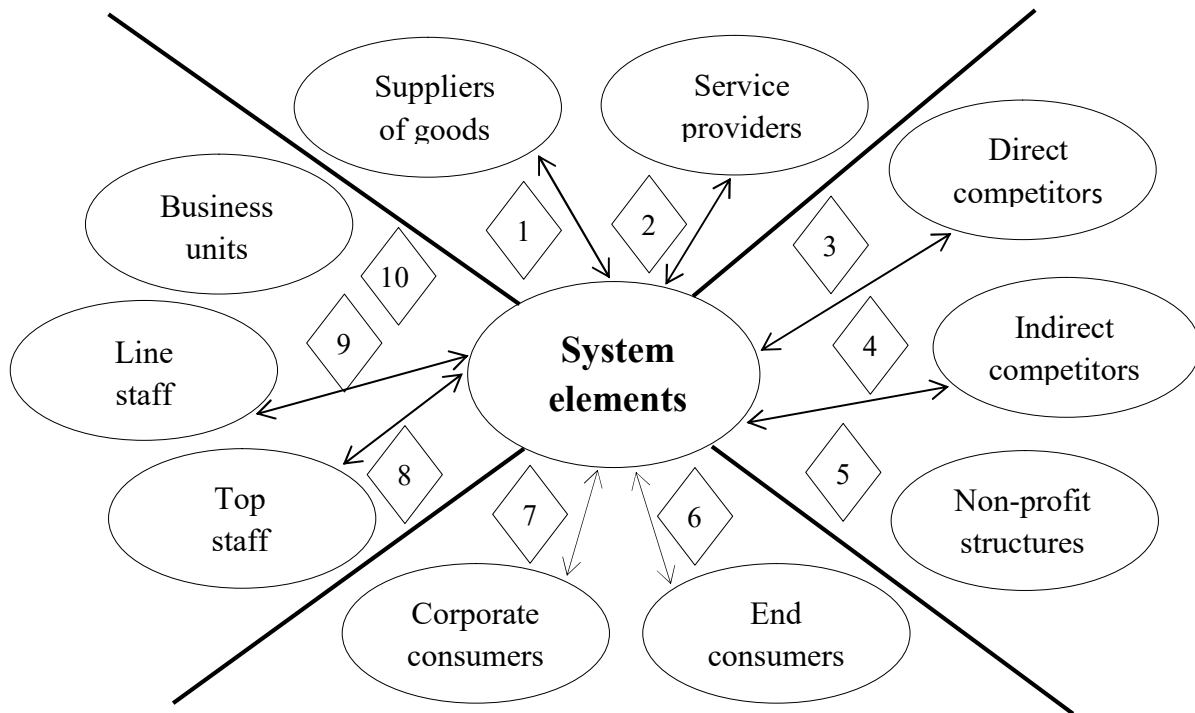 Suppliers
of goods
Service
providers
Direct
competitors
Business
units
1
2
3
10
9
4
Line
staff
System
elements
Indirect
competitors
8
5
Top
staff
7
6
Non-profit
structures
Corporate
consumers
End
consumers